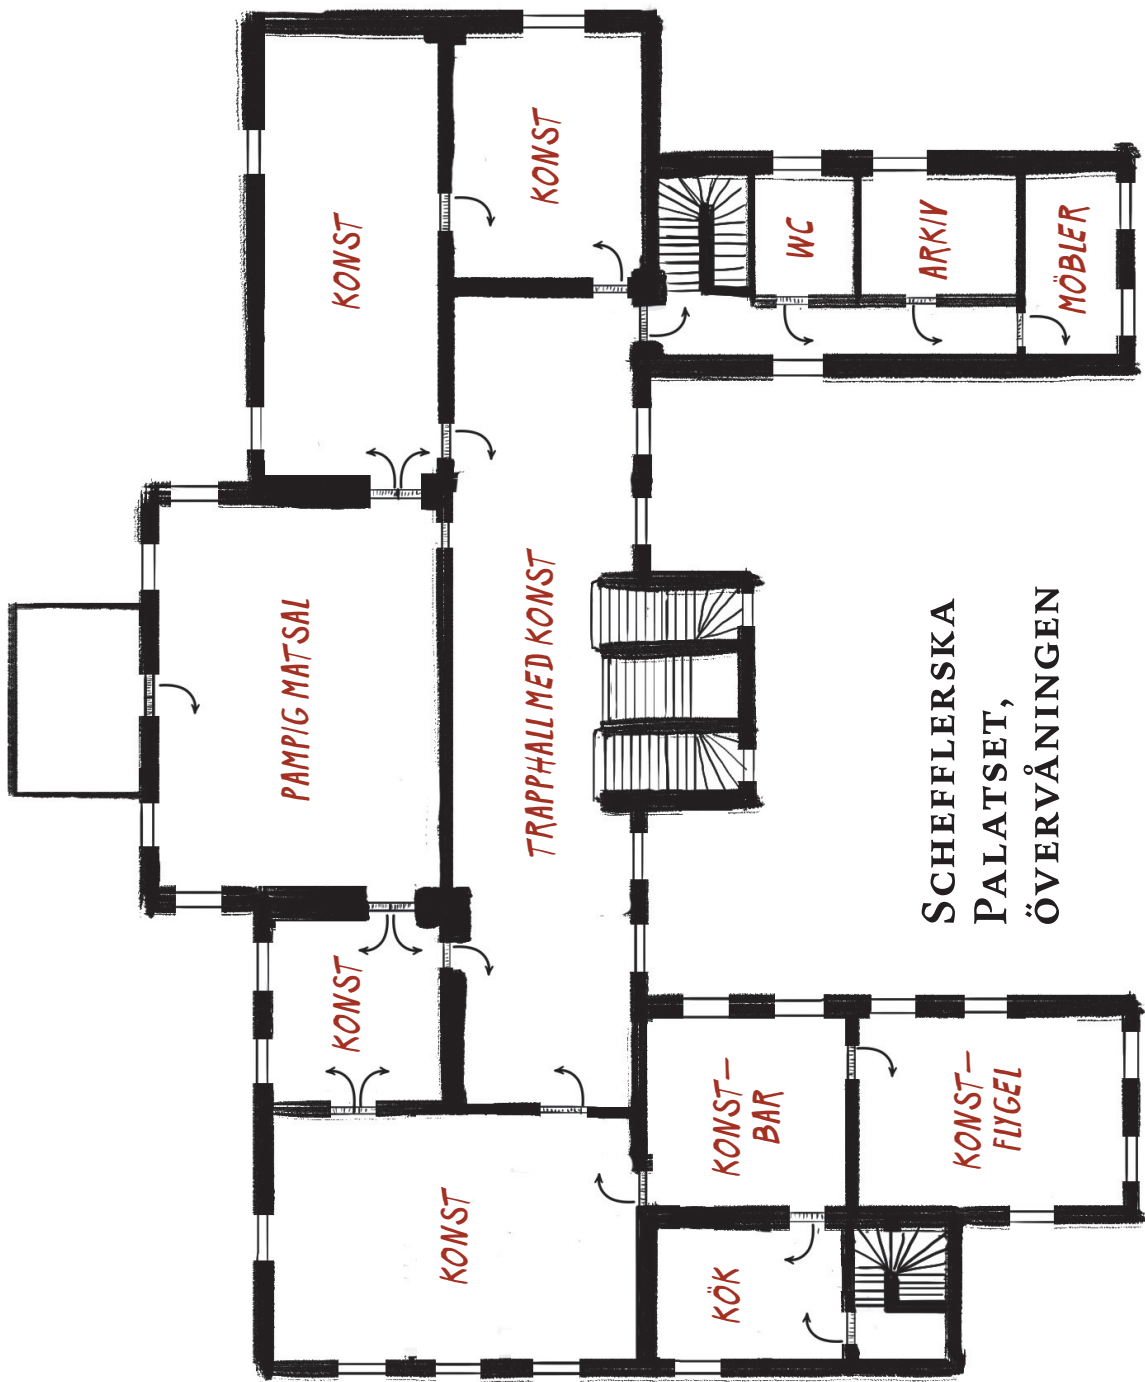 KONST
KONST
WC
ARKIV
MÖBLER
KONST
PAMPIG MATSAL
TRAPPHALL MED KONST
KONST
KONST
KONST-
BAR
KONST-
FLYGEL
KÖK
SCHEFFLERSKA
PALATSET,
ÖVERVÅNINGEN